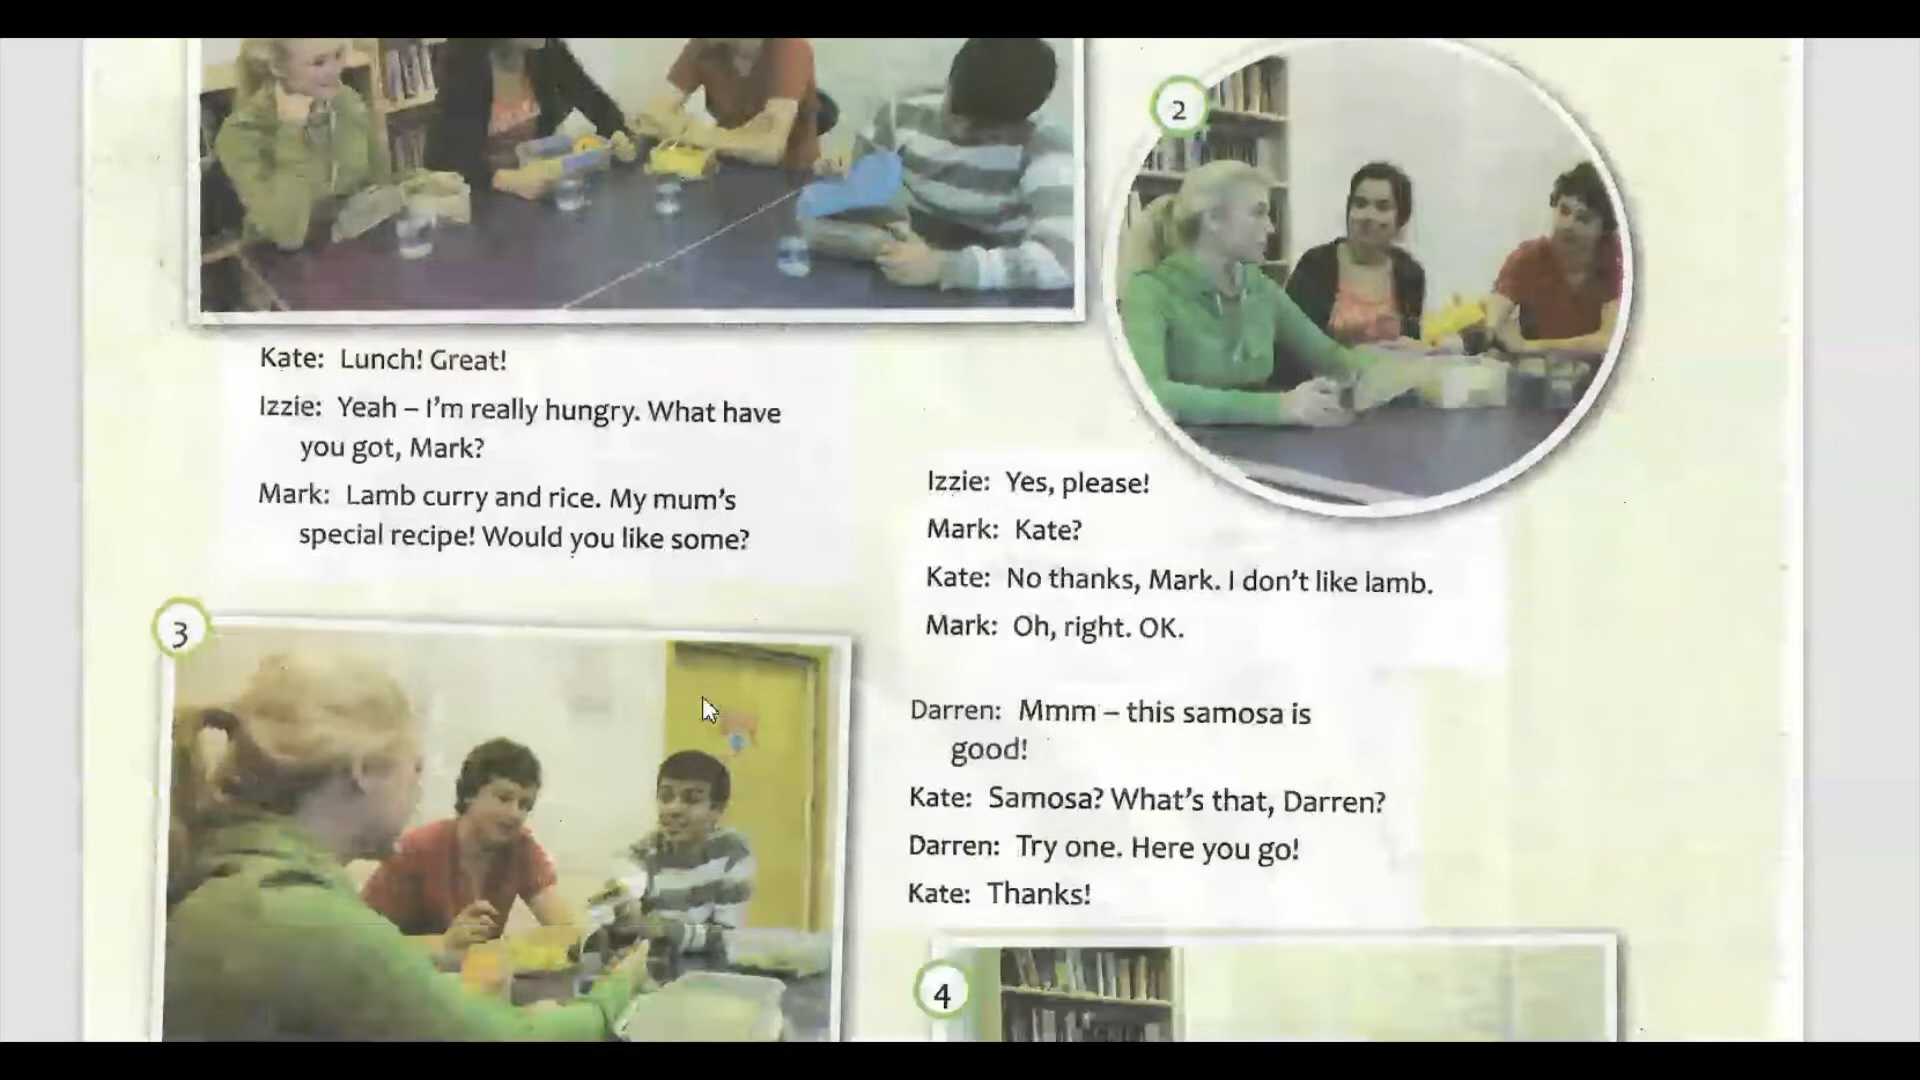 Kate: Lunch! Great!
Izzie: Yeah – I'm really hungry. What have
you got, Mark?
Mark: Lamb curry and rice. My mum's
special recipe! Would you like some?
2
Izzie: Yes, please!
Mark: Kate?
Kate: No thanks, Mark. I don't like lamb.
Mark: Oh, right. OK.
3
Darren: Mmm – this samosa is
good!
Kate: Samosa? What's that, Darren?
Darren: Try one. Here you go!
Kate: Thanks!
4